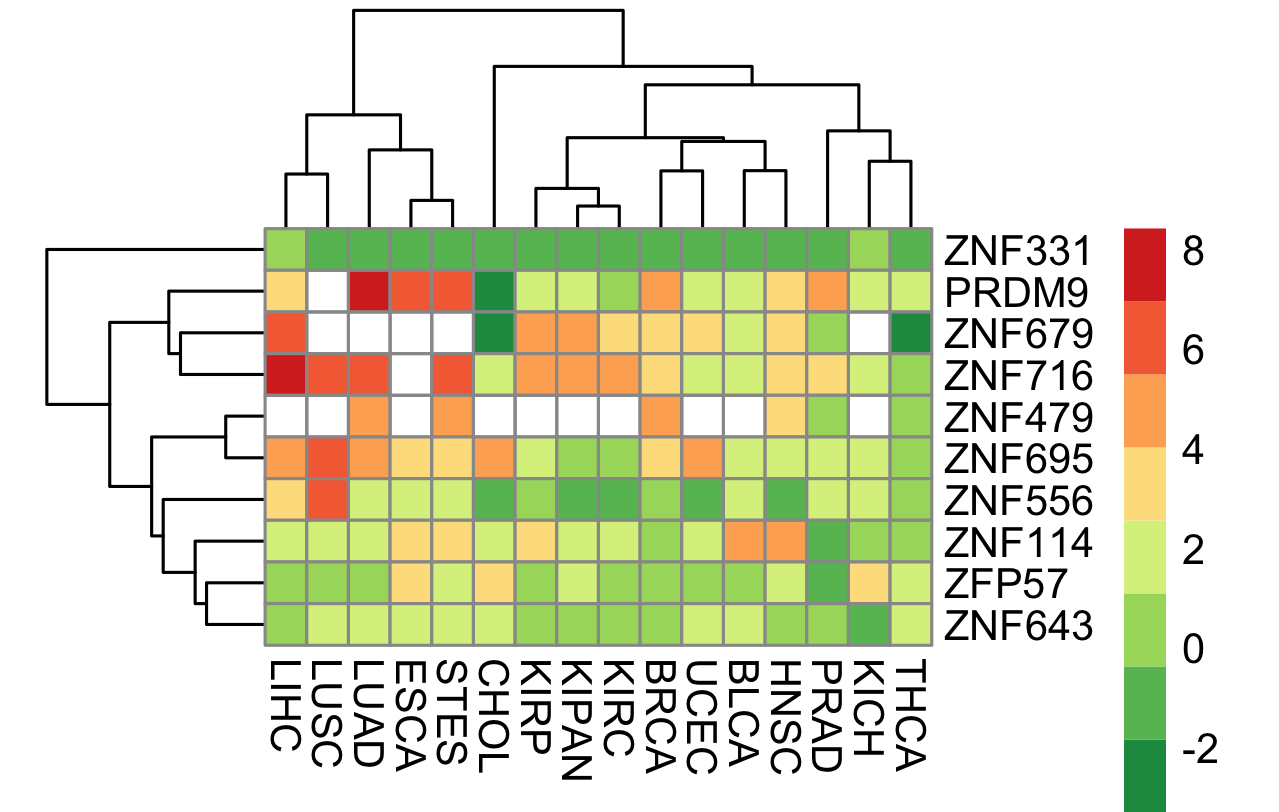 ZNF331
PRDM9
ZNF679
ZNF716
ZNF479
ZNF695
ZNF556
ZNF114
ZFP57
ZNF643
8
6
4
2
0
-2
LIHC
LUSC
LUAD
ESCA
STES
CHOL
KIRP
KIPAN
KIRC
BRCA
UCEC
BLCA
HNSC
PRAD
KICH
THCA